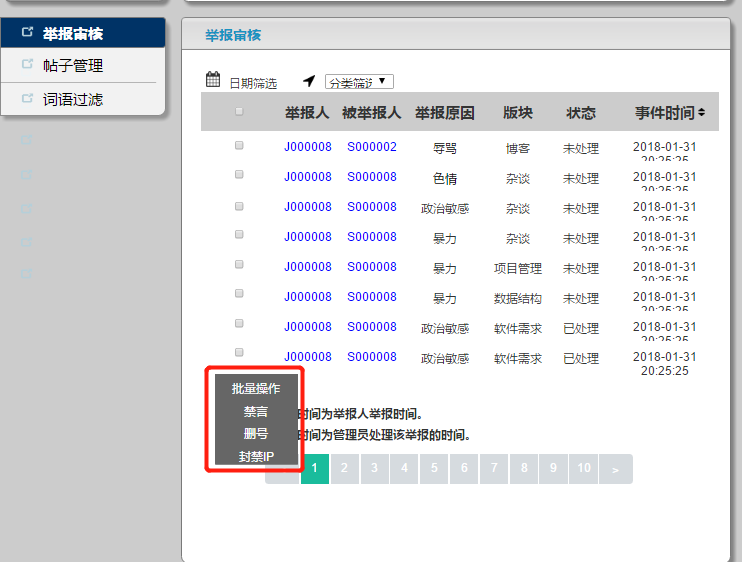 举报审核
帖子管理
词语过滤
举报审核
日期筛选 分类筛选
举报人 被举报人 举报原因 版块 状态 事件时间
J000008 S000002 辱骂 博客 未处理 2018-01-31 20:25:25
J000008 S000008 色情 杂谈 未处理 2018-01-31 20:25:25
J000008 S000008 政治敏感 杂谈 未处理 2018-01-31 20:25:25
J000008 S000008 暴力 杂谈 未处理 2018-01-31 20:25:25
J000008 S000008 暴力 项目管理 未处理 2018-01-31 20:25:25
J000008 S000008 暴力 数据结构 未处理 2018-01-31 20:25:25
J000008 S000008 政治敏感 软件需求 已处理 2018-01-31 20:25:25
J000008 S000008 政治敏感 软件需求 已处理 2018-01-31 20:25:25
批量操作
禁言
时间为举报人举报时间。
删号
时间为管理员处理该举报的时间。
封禁IP
1 2 3 4 5 6 7 8 9 10 >